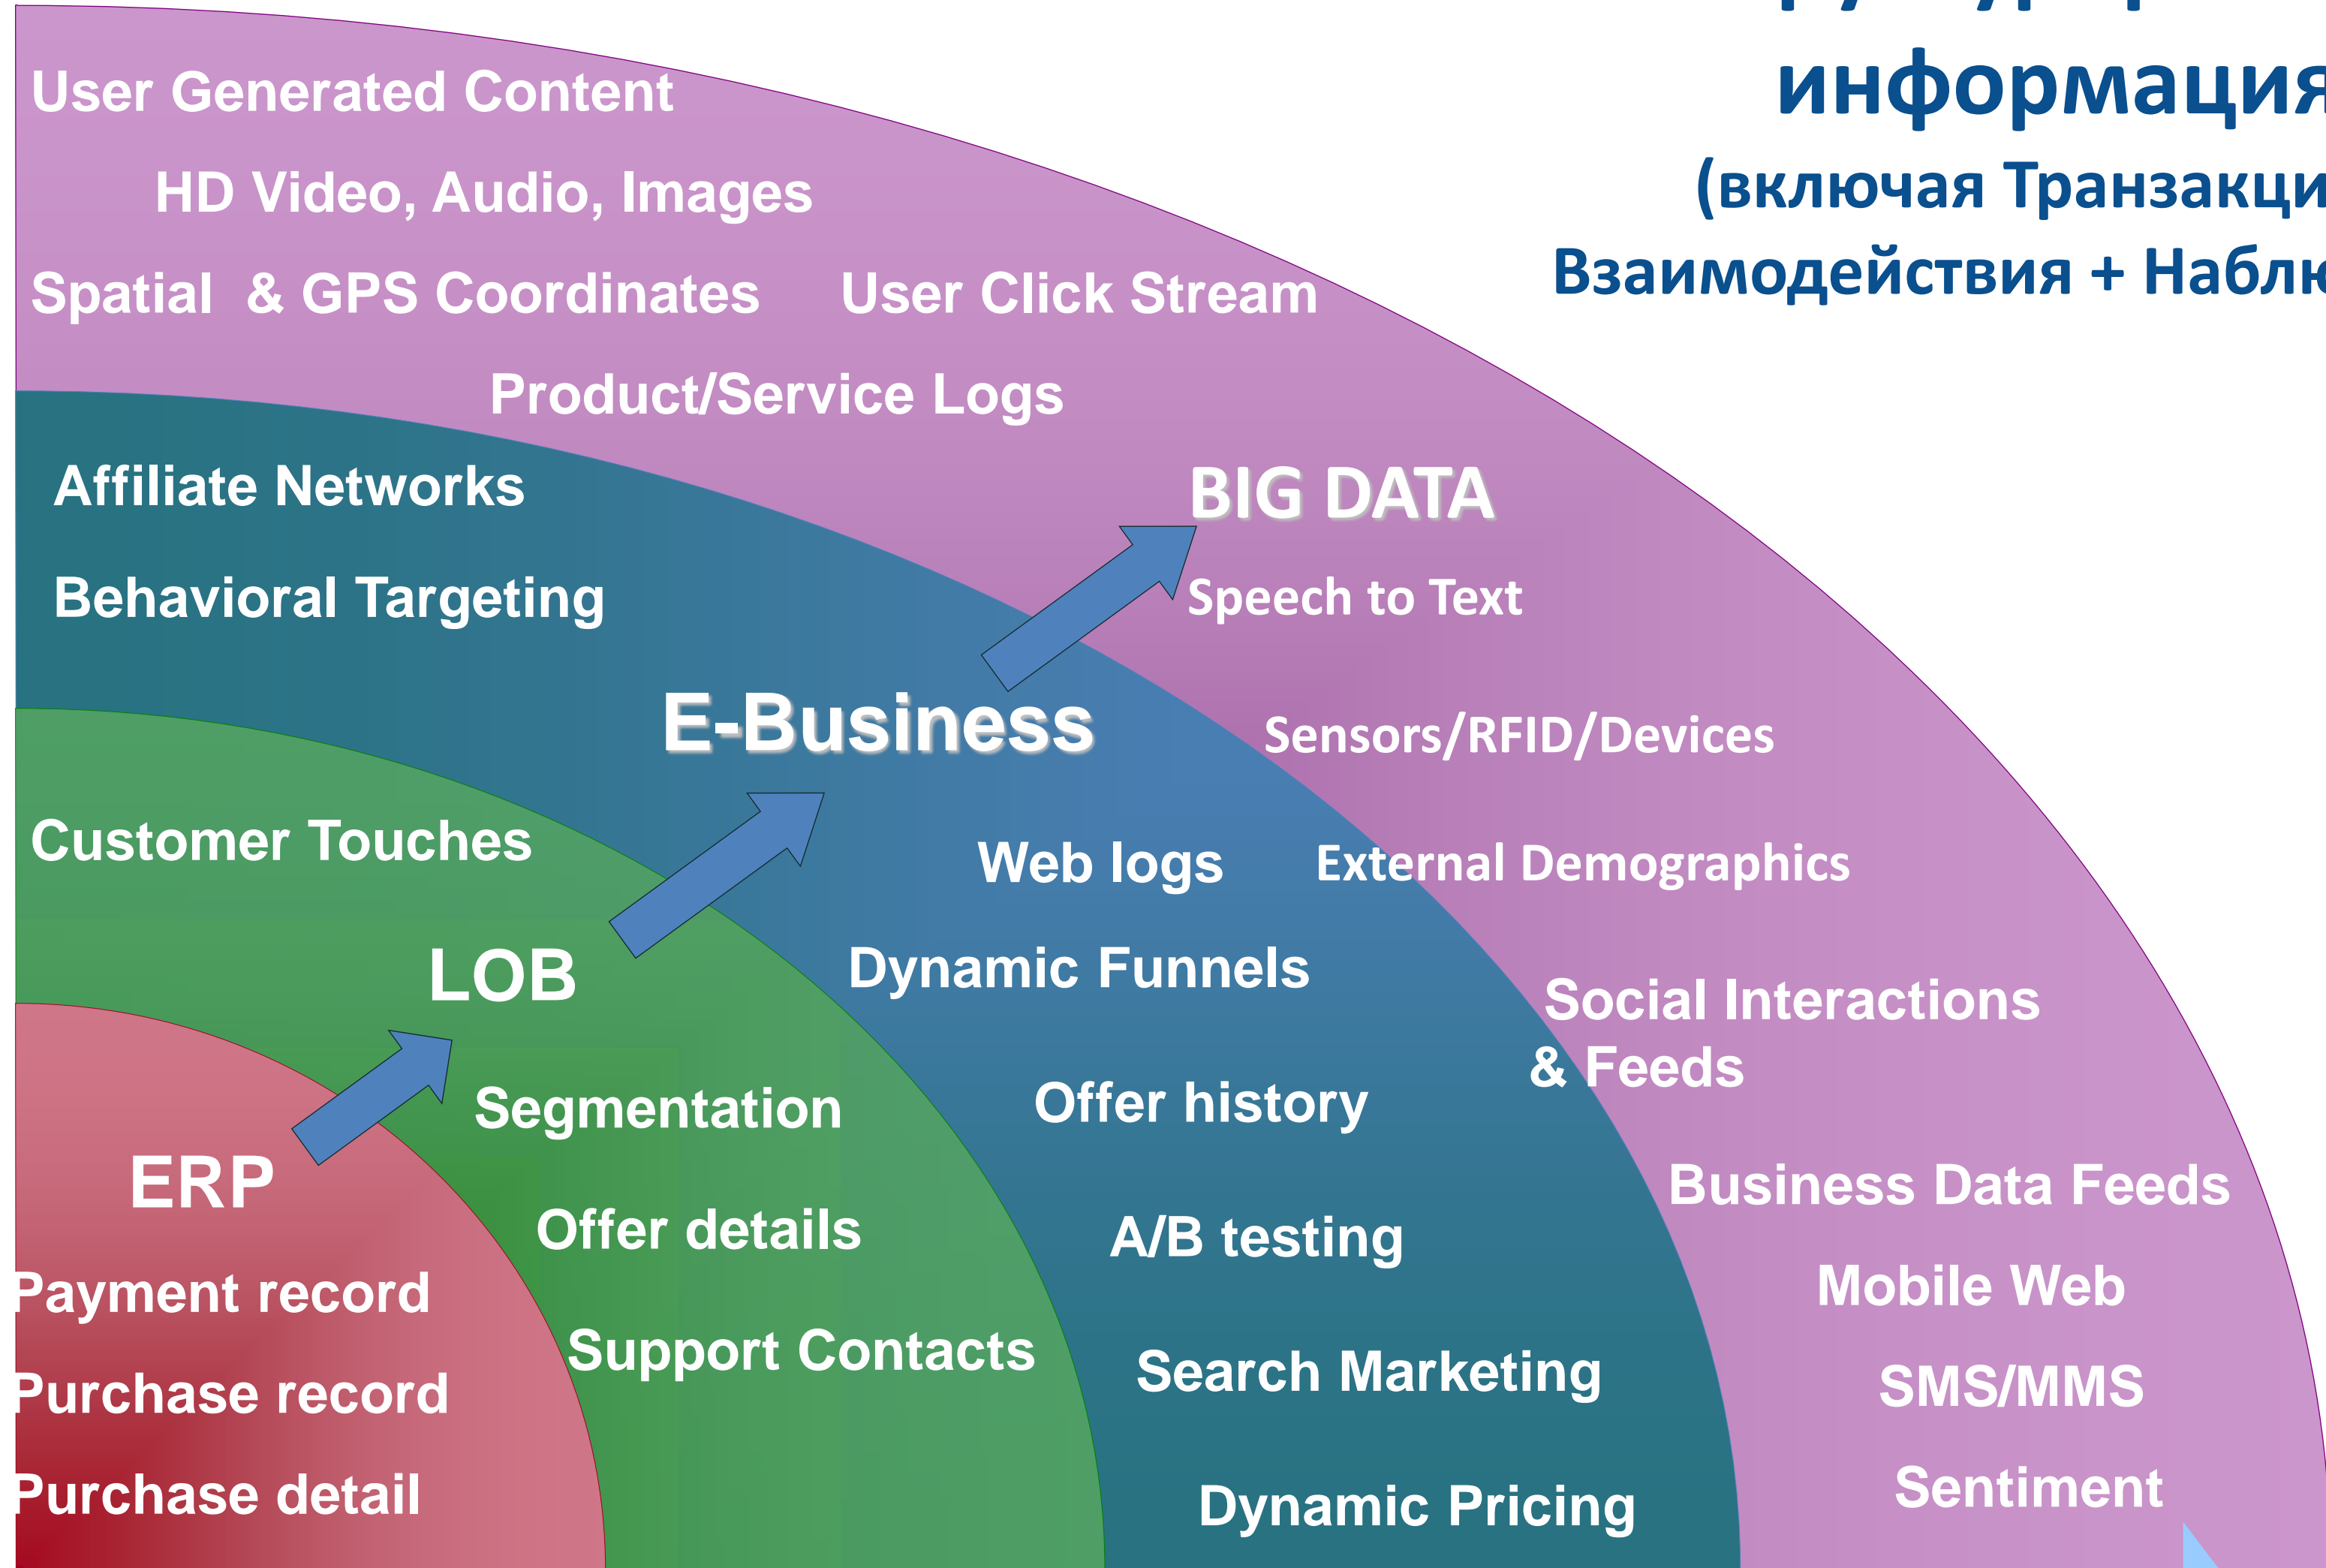 информация
(включая
Взаимодействия +
User Generated Content
HD Video, Audio, Images
Spatial & GPS Coordinates
User Click Stream
Product/Service Logs
Affiliate Networks
Behavioral Targeting
BIG DATA
Speech to Text
E-Business
Sensors/RFID/Devices
Customer Touches
Web logs
External Demographics
LOB
Dynamic Funnels
Social Interactions
& Feeds
Segmentation
Offer history
ERP
Business Data Feeds
Offer details
A/B testing
Payment record
Mobile Web
Support Contacts
Search Marketing
Purchase record
SMS/MMS
Purchase detail
Dynamic Pricing
Sentiment